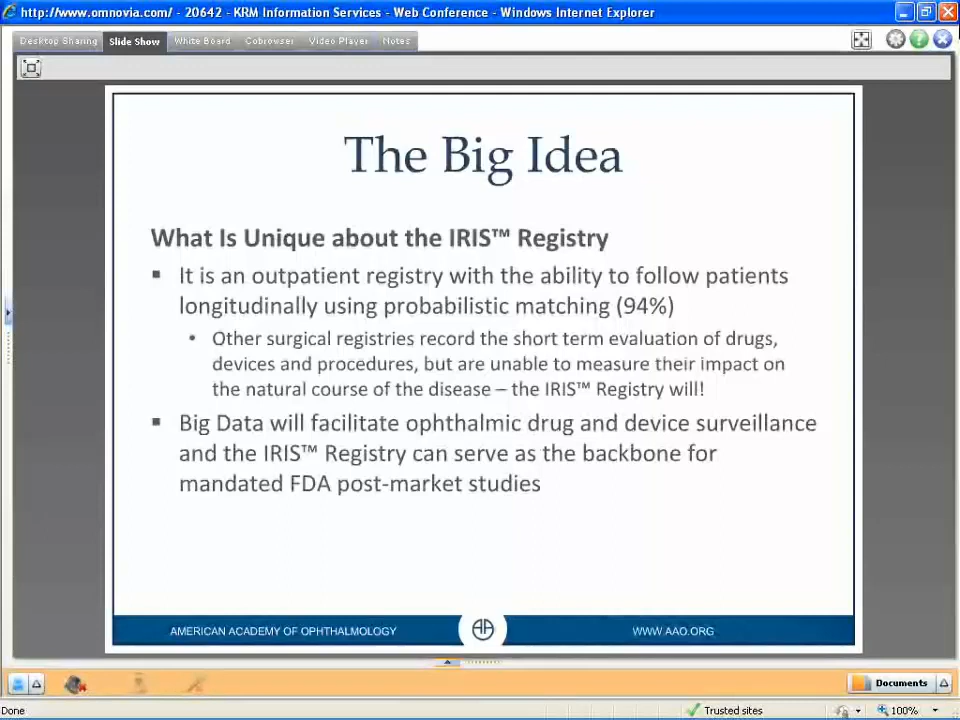 http://www.omnovia.com/ - 20642 - KRM Information Services - Web Conference - Windows Internet Explorer
Desktop Sharing Slide Show White Board Cobrowser Video Player Notes
The Big Idea
What Is Unique about the IRIS™ Registry
▪ It is an outpatient registry with the ability to follow patients
longitudinally using probabilistic matching (94%)
• Other surgical registries record the short term evaluation of drugs,
devices and procedures, but are unable to measure their impact on
the natural course of the disease – the IRIS™ Registry will!
▪ Big Data will facilitate ophthalmic drug and device surveillance
and the IRIS™ Registry can serve as the backbone for
mandated FDA post-market studies
AMERICAN ACADEMY OF OPHTHALMOLOGY WWW.AAO.ORG
Documents
Done Trusted sites 100%